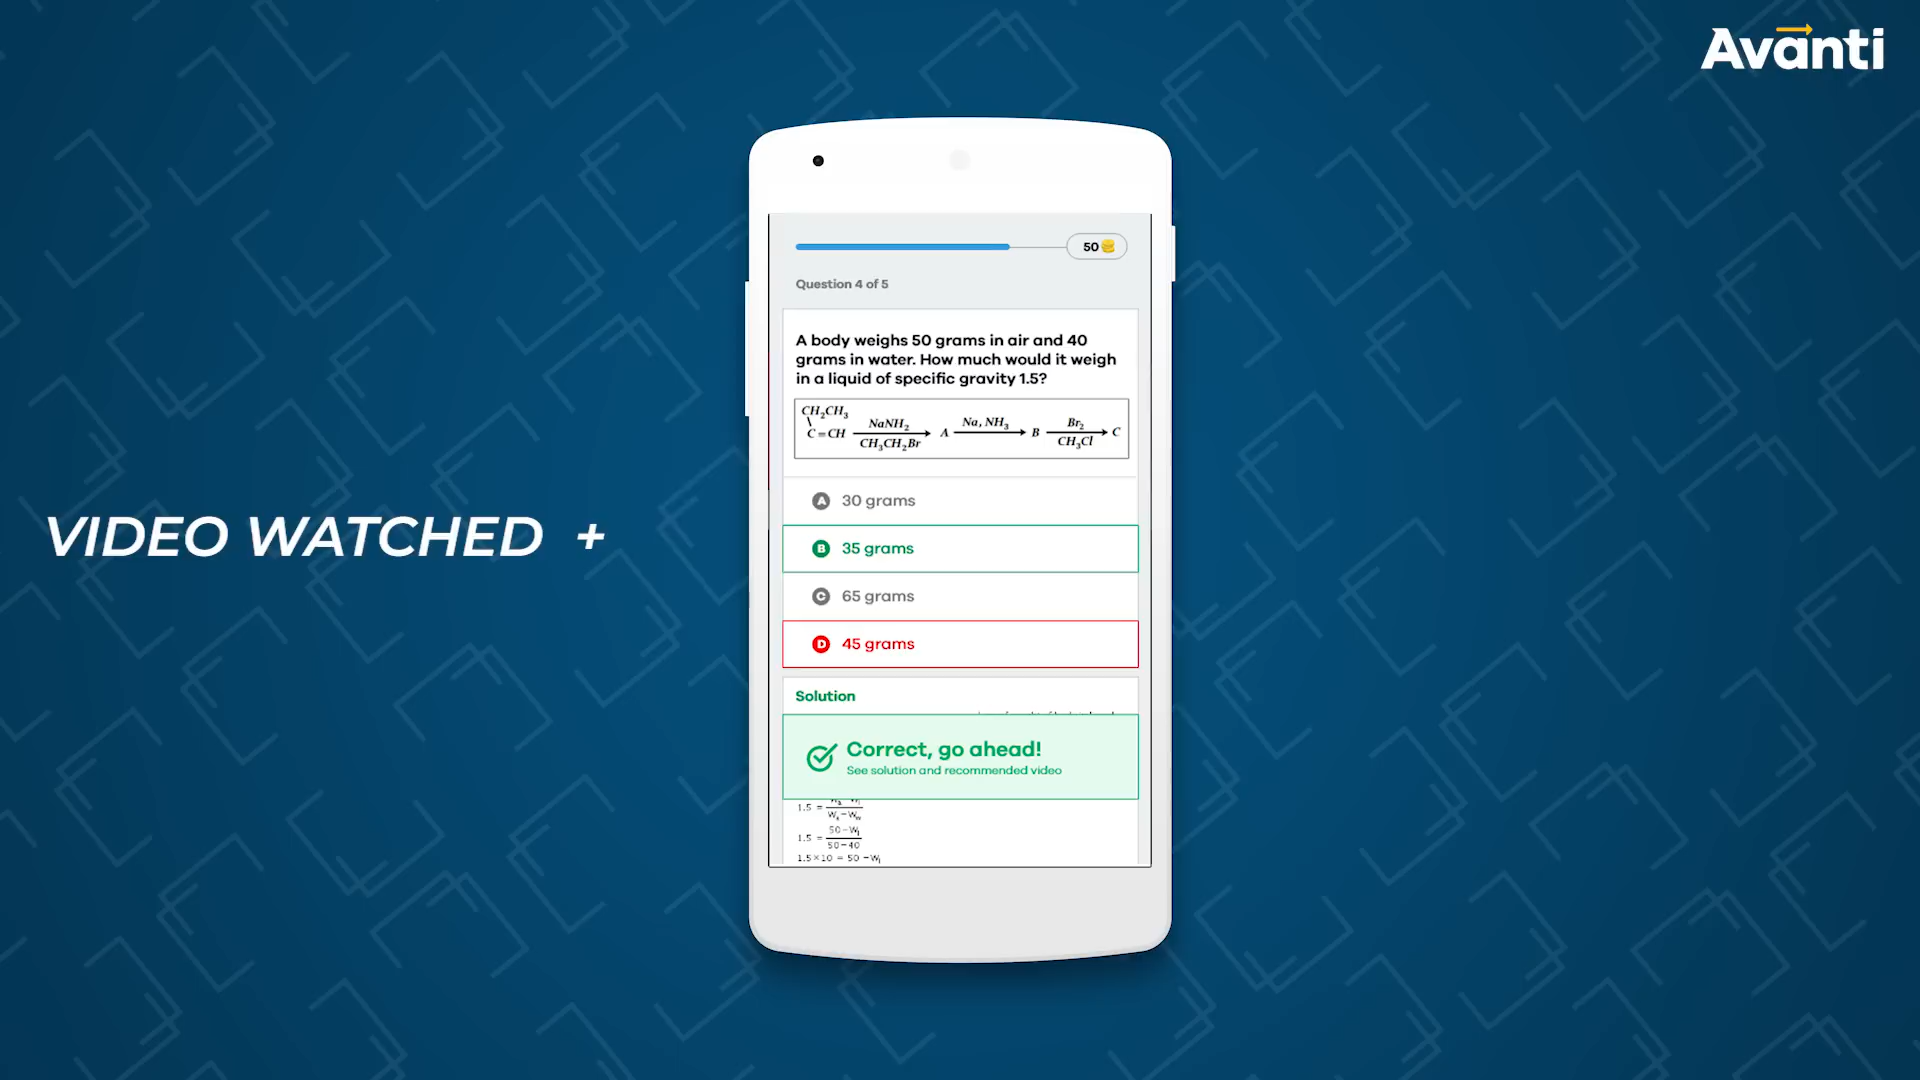 Avanti
50
Question 4 of 5
A body weighs 50 grams in air and 40
grams in water. How much would it weigh
in a liquid of specific gravity 1.5?
CH₂CH₃
C=CH NaNH₂ CH₃CH₂Br A Na, NH₃ B Br₂ CH₃Cl C
A 30 grams
B 35 grams
C 65 grams
D 45 grams
VIDEO WATCHED +
Solution
Correct, go ahead!
See solution and recommended video
1.5 =
1.5 = 50-Wₗ
50-40
1.5×10 = 50 -Wₗ